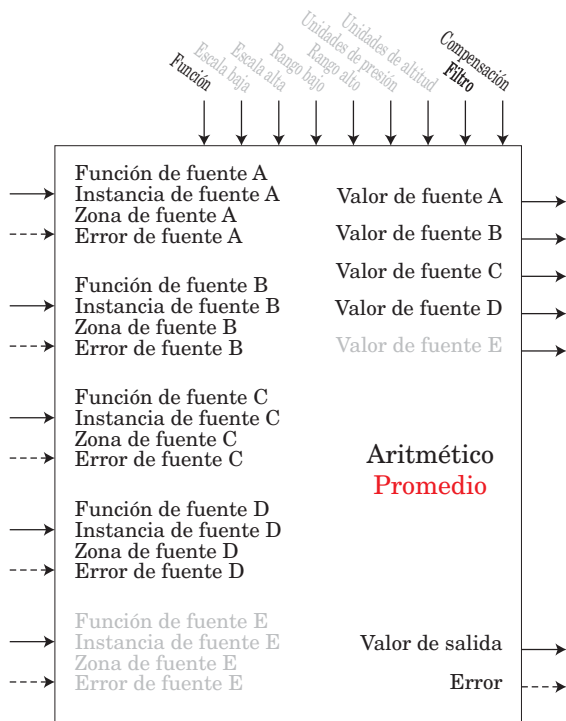 Función
Escala baja
Escala alta
Rango bajo
Rango alto
Unidades de presión
Unidades de altitud
Filtro
Compensación
Función de fuente A
Instancia de fuente A
Zona de fuente A
Error de fuente A
Función de fuente B
Instancia de fuente B
Zona de fuente B
Error de fuente B
Función de fuente C
Instancia de fuente C
Zona de fuente C
Error de fuente C
Función de fuente D
Instancia de fuente D
Zona de fuente D
Error de fuente D
Función de fuente E
Instancia de fuente E
Zona de fuente E
Error de fuente E
Valor de fuente A
Valor de fuente B
Valor de fuente C
Valor de fuente D
Valor de fuente E
Aritmético
Promedio
Valor de salida
Error